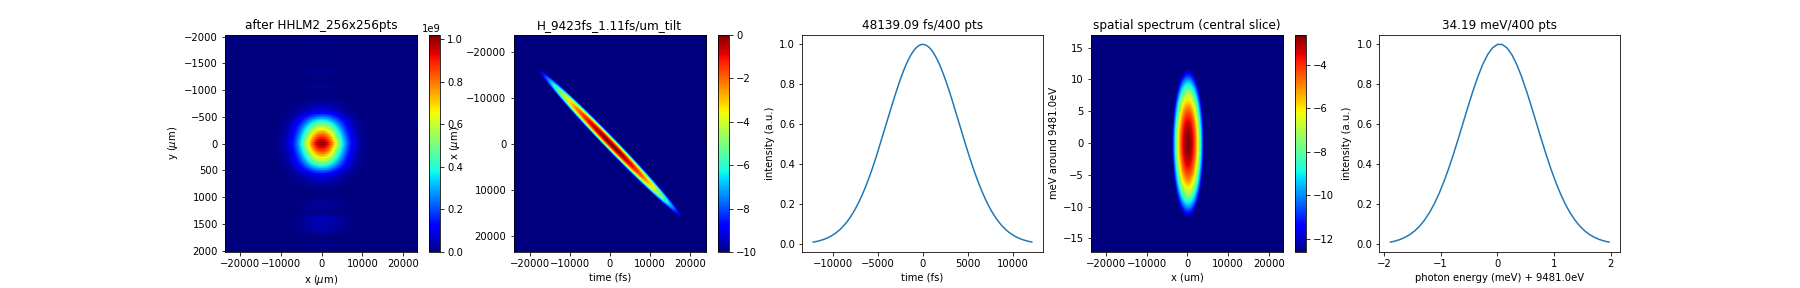 after HHLM2_256x256pts
1e9
−2000
−1500
−1000
−500
0
500
1000
1500
2000
y (μm)
−20000 −10000 0 10000 20000
x (μm)
1.0
0.8
0.6
0.4
0.2
0.0
H_9423fs_1.11fs/um_tilt
x (μm)
−20000
−10000
0
10000
20000
−20000 −10000 0 10000 20000
time (fs)
0
−2
−4
−6
−8
−10
48139.09 fs/400 pts
intensity (a.u.)
1.0
0.8
0.6
0.4
0.2
0.0
−10000 −5000 0 5000 10000
time (fs)
spatial spectrum (central slice)
meV around 9481.0eV
15
10
5
0
−5
−10
−15
−20000 −10000 0 10000 20000
x (um)
−4
−6
−8
−10
−12
34.19 meV/400 pts
intensity (a.u.)
1.0
0.8
0.6
0.4
0.2
0.0
−2 −1 0 1 2
photon energy (meV) + 9481.0eV